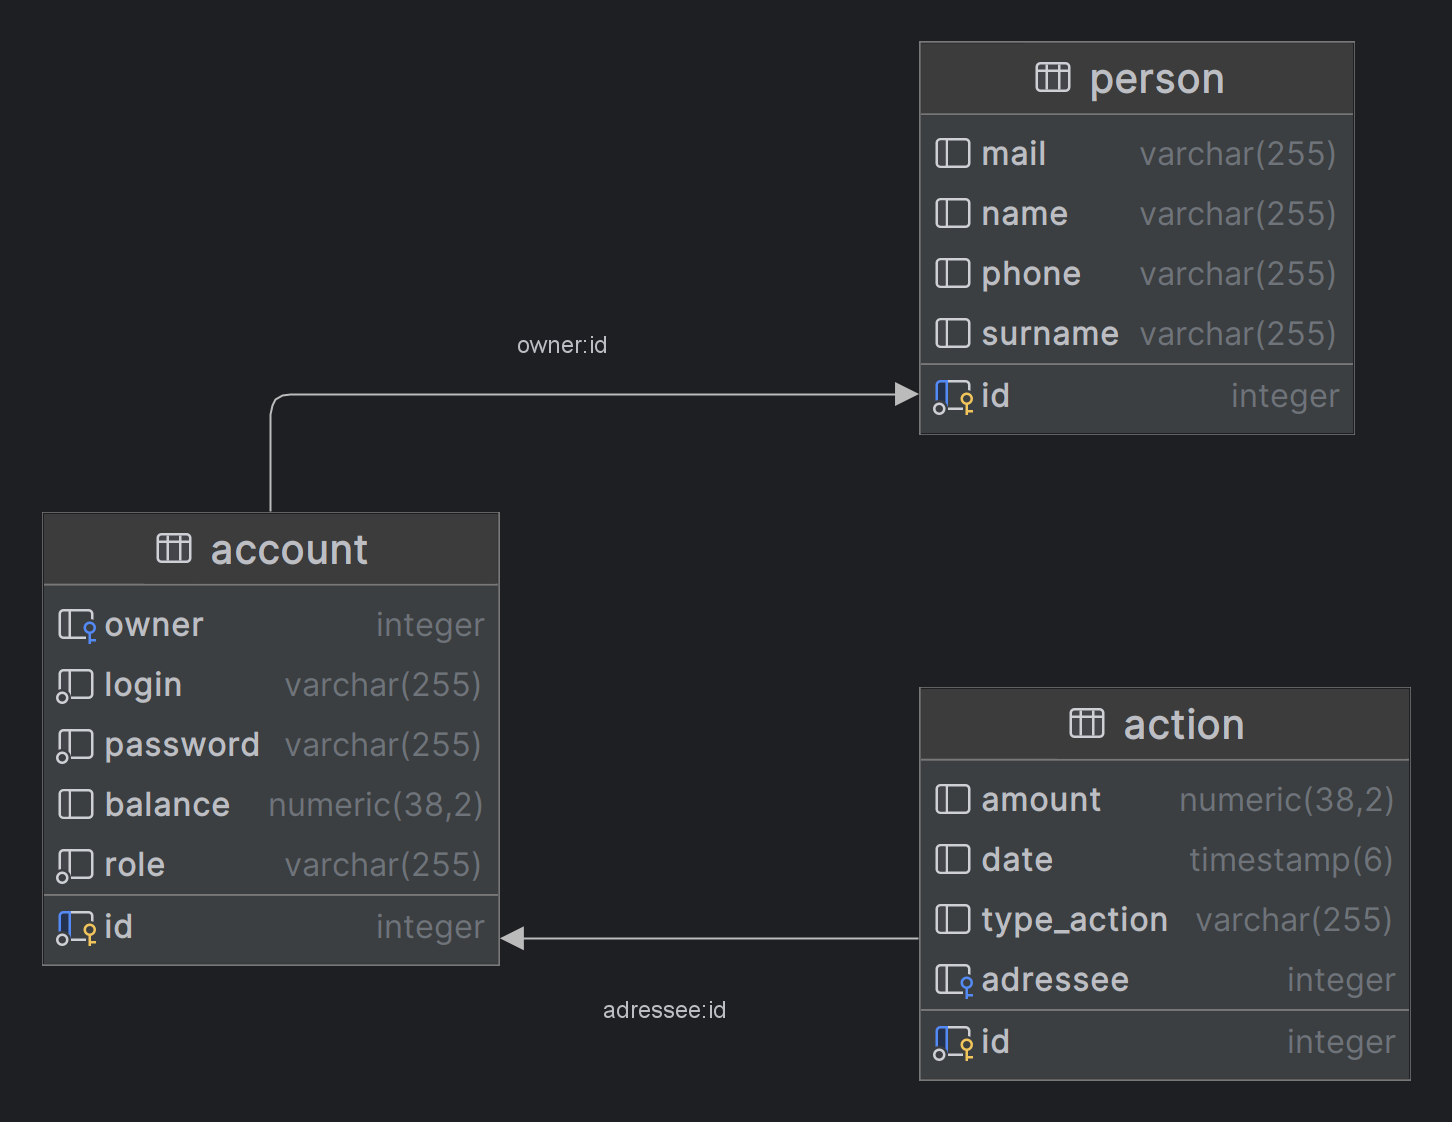 person
mail varchar(255)
name varchar(255)
phone varchar(255)
surname varchar(255)
id integer
owner:id
account
owner integer
login varchar(255)
password varchar(255)
balance numeric(38,2)
role varchar(255)
id integer
action
amount numeric(38,2)
date timestamp(6)
type_action varchar(255)
adressee integer
id integer
adressee:id